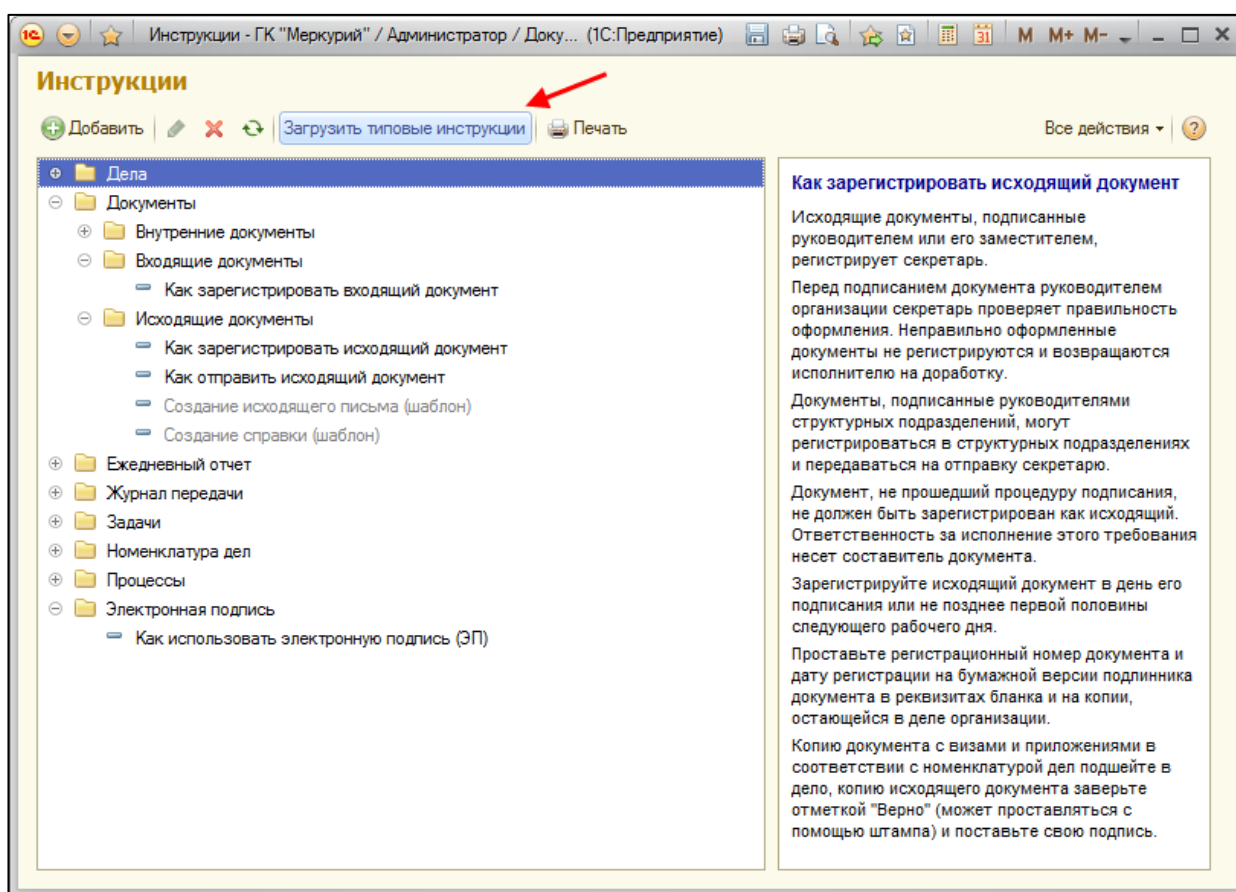 Инструкции - ГК "Меркурий" / Администратор / Доку... (1С:Предприятие) 31 M M+ M-
Инструкции
Добавить Загрузить типовые инструкции Печать Все действия ?
Дела
Документы
Внутренние документы
Входящие документы
Как зарегистрировать входящий документ
Исходящие документы
Как зарегистрировать исходящий документ
Как отправить исходящий документ
Создание исходящего письма (шаблон)
Создание справки (шаблон)
Ежедневный отчет
Журнал передачи
Задачи
Номенклатура дел
Процессы
Электронная подпись
Как использовать электронную подпись (ЭП)
Как зарегистрировать исходящий документ
Исходящие документы, подписанные
руководителем или его заместителем,
регистрирует секретарь.
Перед подписанием документа руководителем
организации секретарь проверяет правильность
оформления. Неправильно оформленные
документы не регистрируются и возвращаются
исполнителю на доработку.
Документы, подписанные руководителями
структурных подразделений, могут
регистрироваться в структурных подразделениях
и передаваться на отправку секретарю.
Документ, не прошедший процедуру подписания,
не должен быть зарегистрирован как исходящий.
Ответственность за исполнение этого требования
несет составитель документа.
Зарегистрируйте исходящий документ в день его
подписания или не позднее первой половины
следующего рабочего дня.
Проставьте регистрационный номер документа и
дату регистрации на бумажной версии подлинника
документа в реквизитах бланка и на копии,
остающейся в деле организации.
Копию документа с визами и приложениями в
соответствии с номенклатурой дел подшейте в
дело, копию исходящего документа заверьте
отметкой "Верно" (может проставляться с
помощью штампа) и поставьте свою подпись.